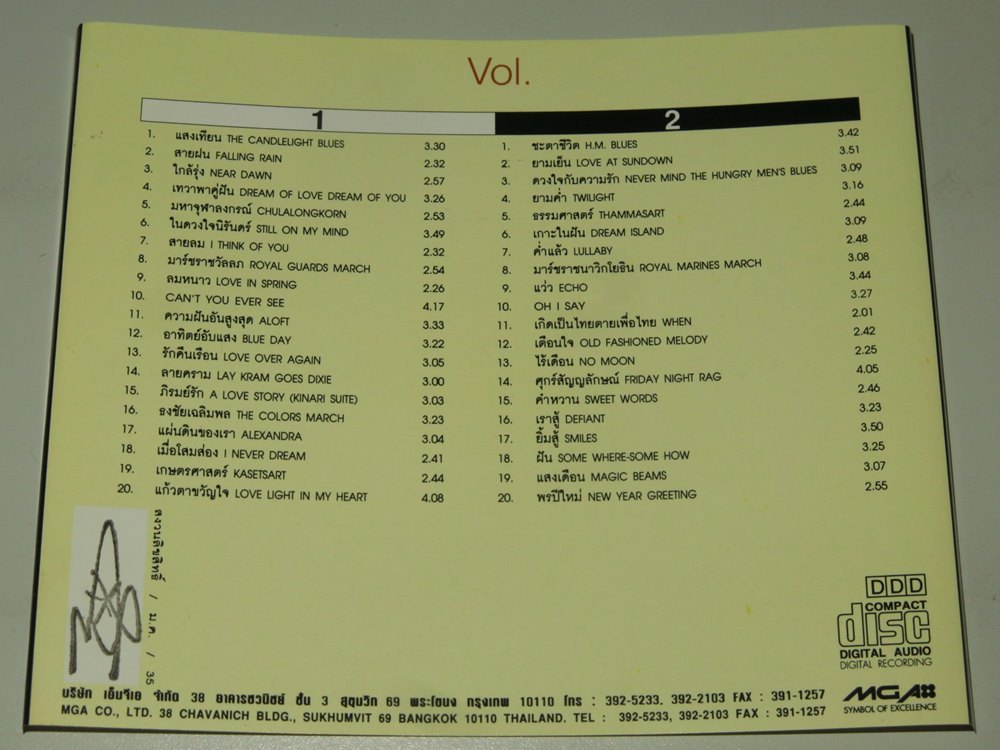 Vol.
1
1. แสงเทียน THE CANDLELIGHT BLUES 3.30
2. สายฝน FALLING RAIN 2.32
3. ใกล้รุ่ง NEAR DAWN 2.57
4. เทวาพาคู่ฝัน DREAM OF LOVE DREAM OF YOU 3.26
5. มหาจุฬาลงกรณ์ CHULALONGKORN 2.53
6. ในดวงใจนิรันดร์ STILL ON MY MIND 3.49
7. สายลม I THINK OF YOU 2.32
8. มาร์ชราชวัลลภ ROYAL GUARDS MARCH 2.54
9. ลมหนาว LOVE IN SPRING 2.26
10. CAN'T YOU EVER SEE 4.17
11. ความฝันอันสูงสุด ALOFT 3.33
12. อาทิตย์อับแสง BLUE DAY 3.22
13. รักคืนเรือน LOVE OVER AGAIN 3.05
14. ลายคราม LAY KRAM GOES DIXIE 3.00
15. ภิรมย์รัก A LOVE STORY (KINARI SUITE) 3.03
16. ธงชัยเฉลิมพล THE COLORS MARCH 3.23
17. แผ่นดินของเรา ALEXANDRA 3.04
18. เมื่อโสมส่อง I NEVER DREAM 2.41
19. เกษตรศาสตร์ KASETSART 2.44
20. แก้วตาขวัญใจ LOVE LIGHT IN MY HEART 4.08
2
1. ชะตาชีวิต H.M. BLUES 3.42
2. ยามเย็น LOVE AT SUNDOWN 3.51
3. ดวงใจกับความรัก NEVER MIND THE HUNGRY MEN'S BLUES 3.09
4. ยามค่ำ TWILIGHT 3.16
5. ธรรมศาสตร์ THAMMASART 2.44
6. เกาะในฝัน DREAM ISLAND 3.09
7. ค่ำแล้ว LULLABY 2.48
8. มาร์ชราชนาวิกโยธิน ROYAL MARINES MARCH 3.08
9. แว่ว ECHO 3.44
10. OH I SAY 3.27
11. เกิดเป็นไทยตายเพื่อไทย WHEN 2.01
12. เตือนใจ OLD FASHIONED MELODY 2.42
13. ไร้เดือน NO MOON 2.25
14. ศุกร์สัญญลักษณ์ FRIDAY NIGHT RAG 4.05
15. คำหวาน SWEET WORDS 2.46
16. เราสู้ DEFIANT 3.23
17. ยิ้มสู้ SMILES 3.50
18. ฝัน SOME WHERE-SOME HOW 3.25
19. แสงเดือน MAGIC BEAMS 3.07
20. พรปีใหม่ NEW YEAR GREETING 2.55
สงวนลิขสิทธิ์ / ม.ค. / 35
DDD
COMPACT
disc
DIGITAL AUDIO
DIGITAL RECORDING
บริษัท เอ็มจีเอ จำกัด 38 อาคารชวนิชย์ ชั้น 3 สุขุมวิท 69 พระโขนง กรุงเทพ 10110 โทร : 392-5233, 392-2103 FAX : 391-1257
MGA CO., LTD. 38 CHAVANICH BLDG., SUKHUMVIT 69 BANGKOK 10110 THAILAND. TEL : 392-5233, 392-2103 FAX : 391-1257
MGA
SYMBOL OF EXCELLENCE